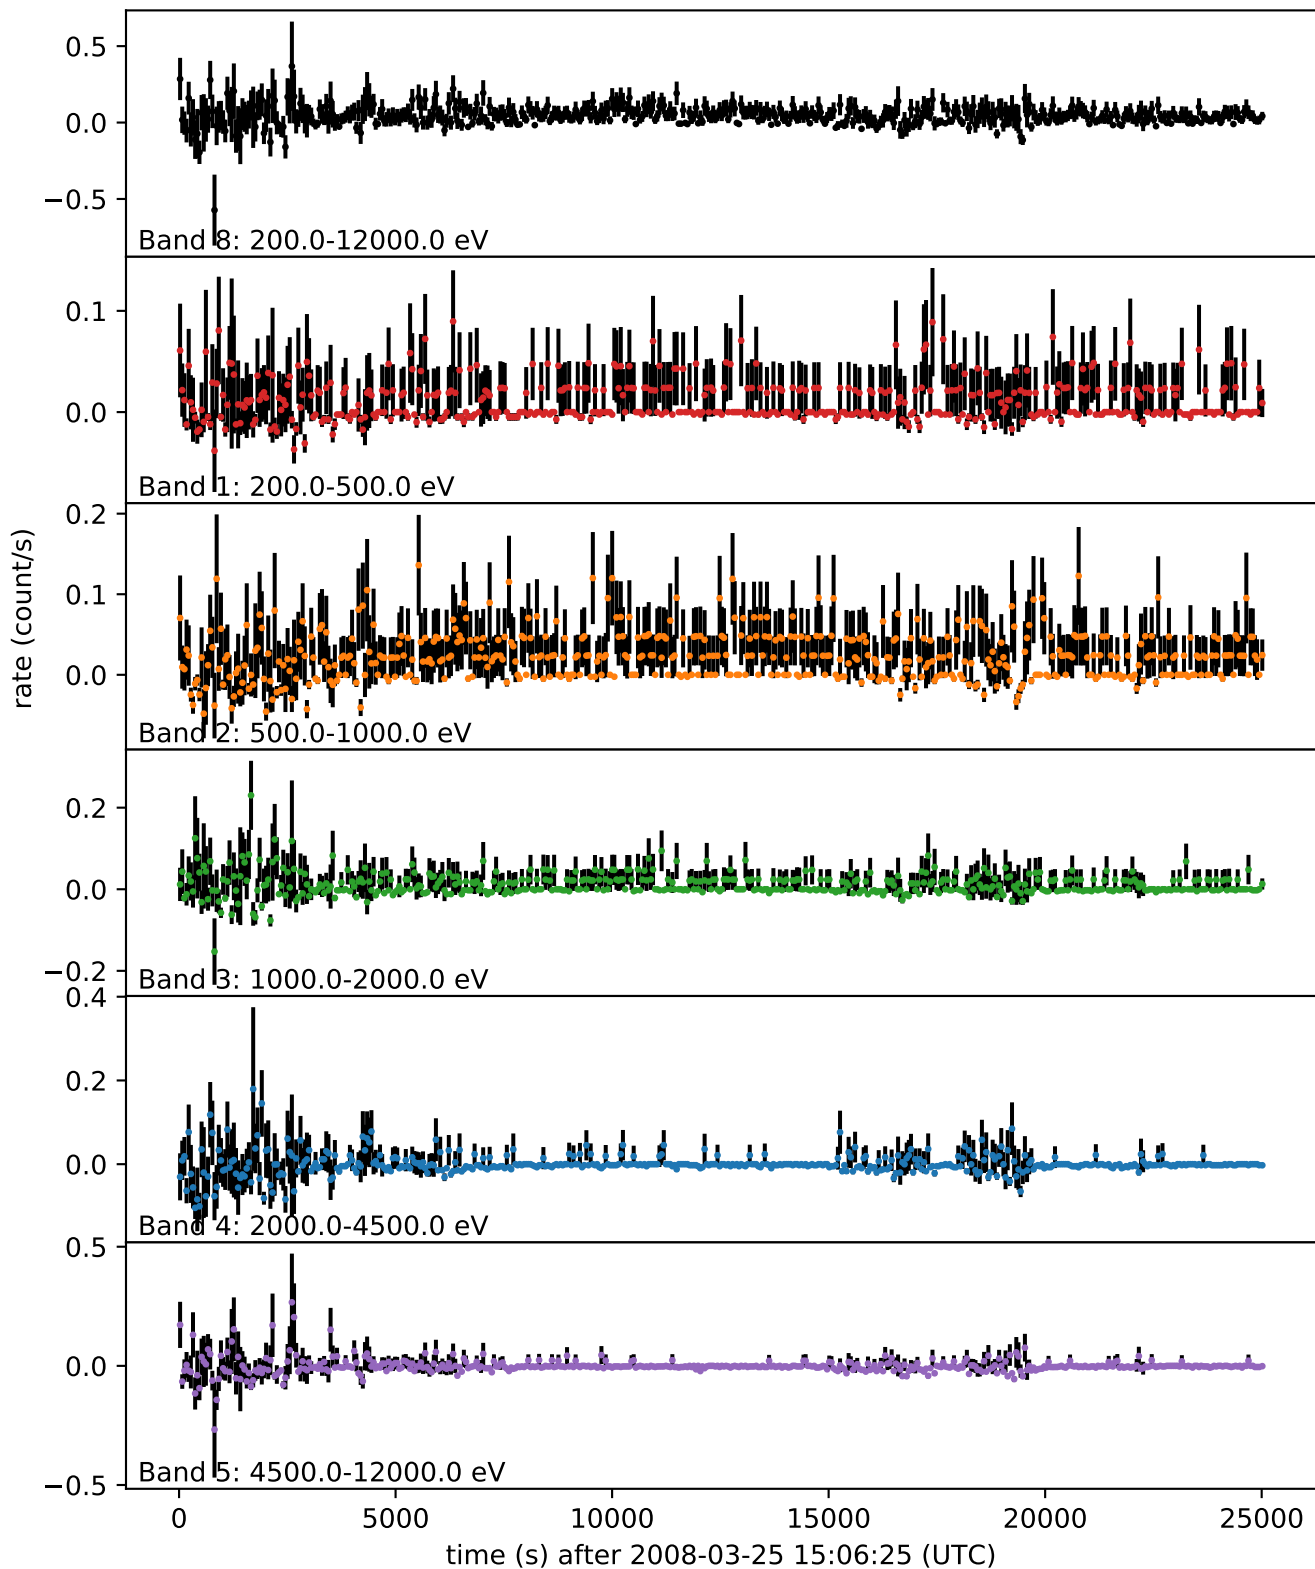 0.5
0.0
−0.5
Band 8: 200.0-12000.0 eV
0.1
0.0
Band 1: 200.0-500.0 eV
0.2
0.1
0.0
Band 2: 500.0-1000.0 eV
rate (count/s)
0.2
0.0
−0.2
Band 3: 1000.0-2000.0 eV
0.4
0.2
0.0
Band 4: 2000.0-4500.0 eV
0.5
0.0
−0.5
Band 5: 4500.0-12000.0 eV
0 5000 10000 15000 20000 25000
time (s) after 2008-03-25 15:06:25 (UTC)